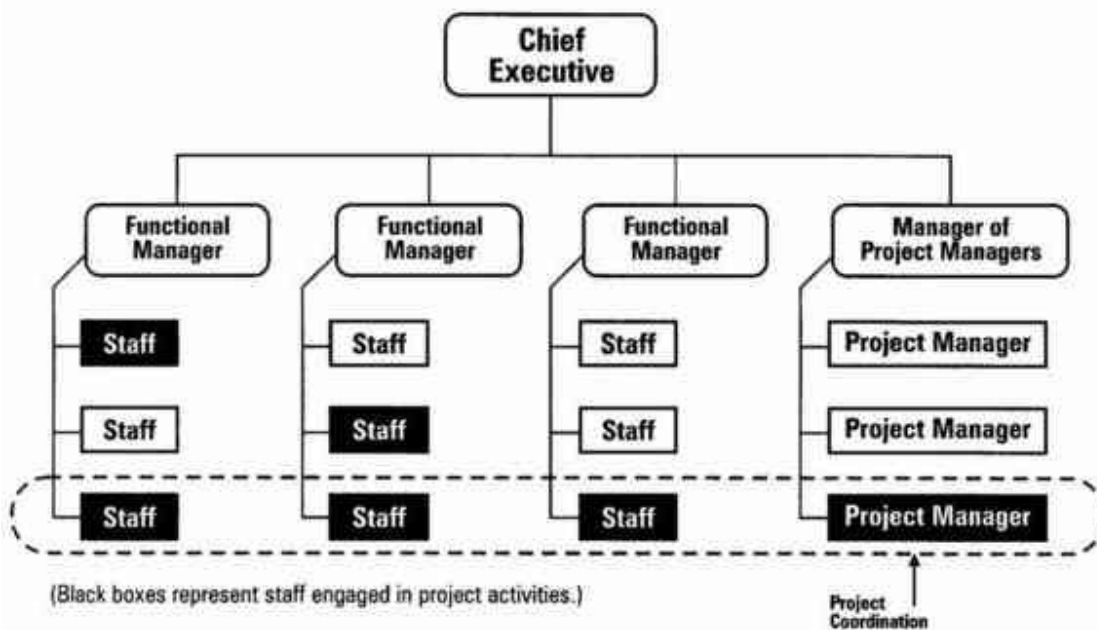 Chief
Executive
Functional
Manager
Functional
Manager
Functional
Manager
Manager of
Project Managers
Staff
Staff
Staff
Project Manager
Staff
Staff
Staff
Project Manager
Staff
Staff
Staff
Project Manager
(Black boxes represent staff engaged in project activities.)
Project
Coordination